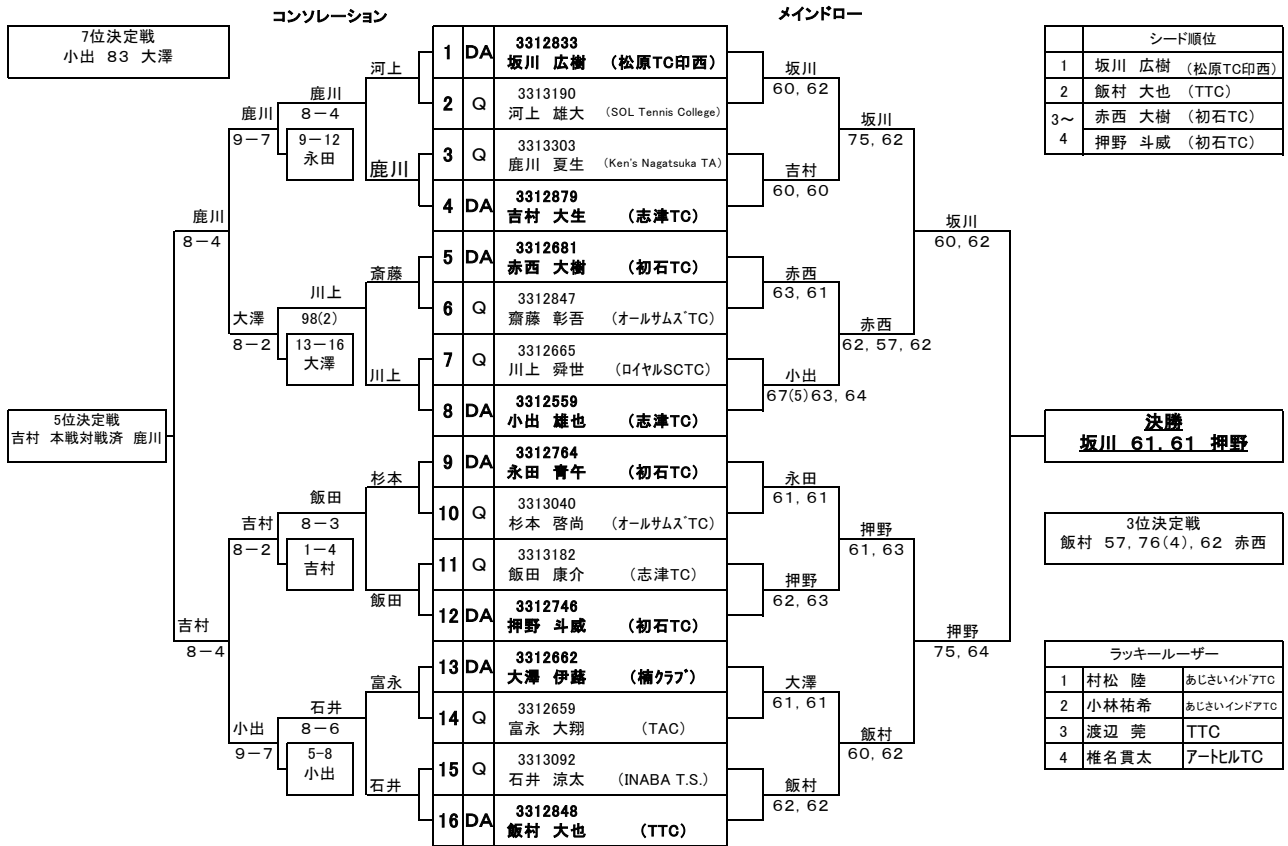 コンソレーション
メインドロー
7位決定戦
小出 83 大澤
5位決定戦
吉村 本戦対戦済 鹿川
鹿川
8-4
鹿川
9-7
鹿川
8-4
9-12
永田
河上
鹿川
大澤
8-2
川上
98(2)
13-16
大澤
斎藤
川上
吉村
8-4
吉村
8-2
飯田
8-3
1-4
吉村
杉本
飯田
小出
9-7
石井
8-6
5-8
小出
富永
石井
1 DA 3312833
坂川 広樹 (松原TC印西)
2 Q 3313190
河上 雄大 (SOL Tennis College)
3 Q 3313303
鹿川 夏生 (Ken's Nagatsuka TA)
4 DA 3312879
吉村 大生 (志津TC)
5 DA 3312681
赤西 大樹 (初石TC)
6 Q 3312847
齋藤 彰吾 (オールサムズTC)
7 Q 3312665
川上 舜世 (ロイヤルSCTC)
8 DA 3312559
小出 雄也 (志津TC)
9 DA 3312764
永田 青午 (初石TC)
10 Q 3313040
杉本 啓尚 (オールサムズTC)
11 Q 3313182
飯田 康介 (志津TC)
12 DA 3312746
押野 斗威 (初石TC)
13 DA 3312662
大澤 伊蕗 (楠クラブ)
14 Q 3312659
富永 大翔 (TAC)
15 Q 3313092
石井 涼太 (INABA T.S.)
16 DA 3312848
飯村 大也 (TTC)
坂川
60, 62
吉村
60, 60
坂川
75, 62
赤西
63, 61
小出
67(5)63, 64
赤西
62, 57, 62
坂川
60, 62
永田
61, 61
押野
62, 63
押野
61, 63
大澤
61, 61
飯村
62, 62
飯村
60, 62
押野
75, 64
シード順位
1 坂川 広樹 (松原TC印西)
2 飯村 大也 (TTC)
3～ 赤西 大樹 (初石TC)
4 押野 斗威 (初石TC)
決勝
坂川 61, 61 押野
3位決定戦
飯村 57, 76(4), 62 赤西
ラッキールーザー
1 村松 陸 あじさいインドアTC
2 小林祐希 あじさいインドアTC
3 渡辺 莞 TTC
4 椎名貫太 アートヒルTC